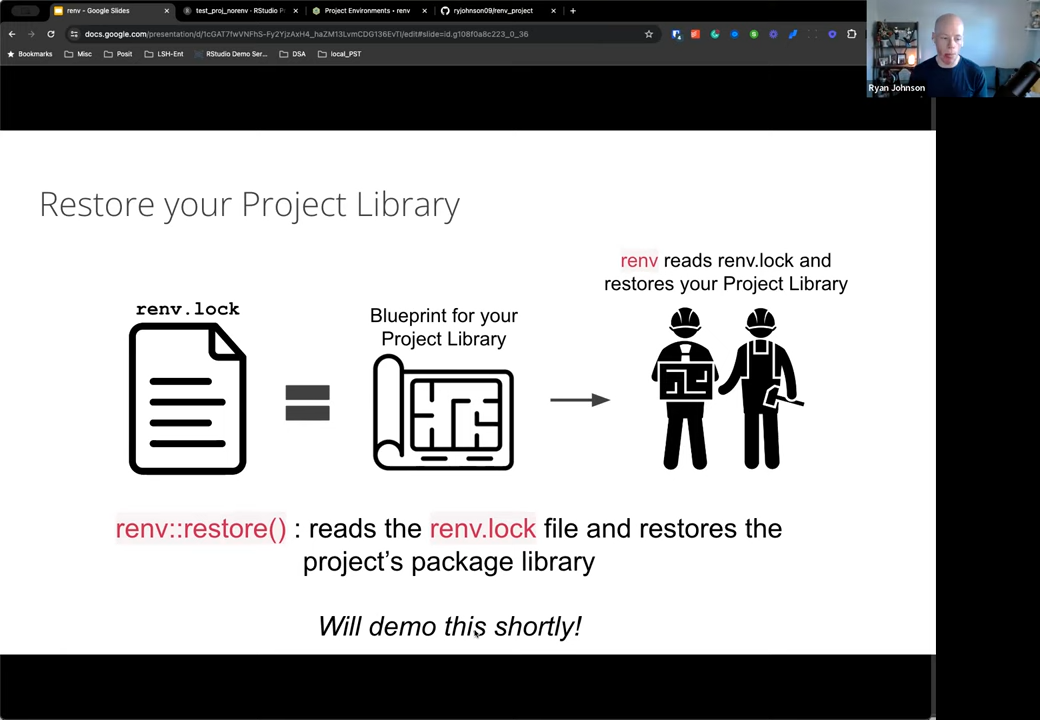 renv - Google Slides
test_proj_norenv - RStudio P
Project Environments • renv
ryjohnson09/renv_project
docs.google.com/presentation/d/1cGAT7fWVNFhS-Fy2YjzAxH4_haZM13LvmCDG136EvTI/edit#slide=id.g108f0a8c223_0_36
Bookmarks
Misc
Posit
LSH-Ent
RStudio Demo Ser...
DSA
local_PST
Ryan Johnson
Restore your Project Library
renv reads renv.lock and
restores your Project Library
renv.lock
Blueprint for your
Project Library
renv::restore() : reads the renv.lock file and restores the
project's package library
Will demo this shortly!